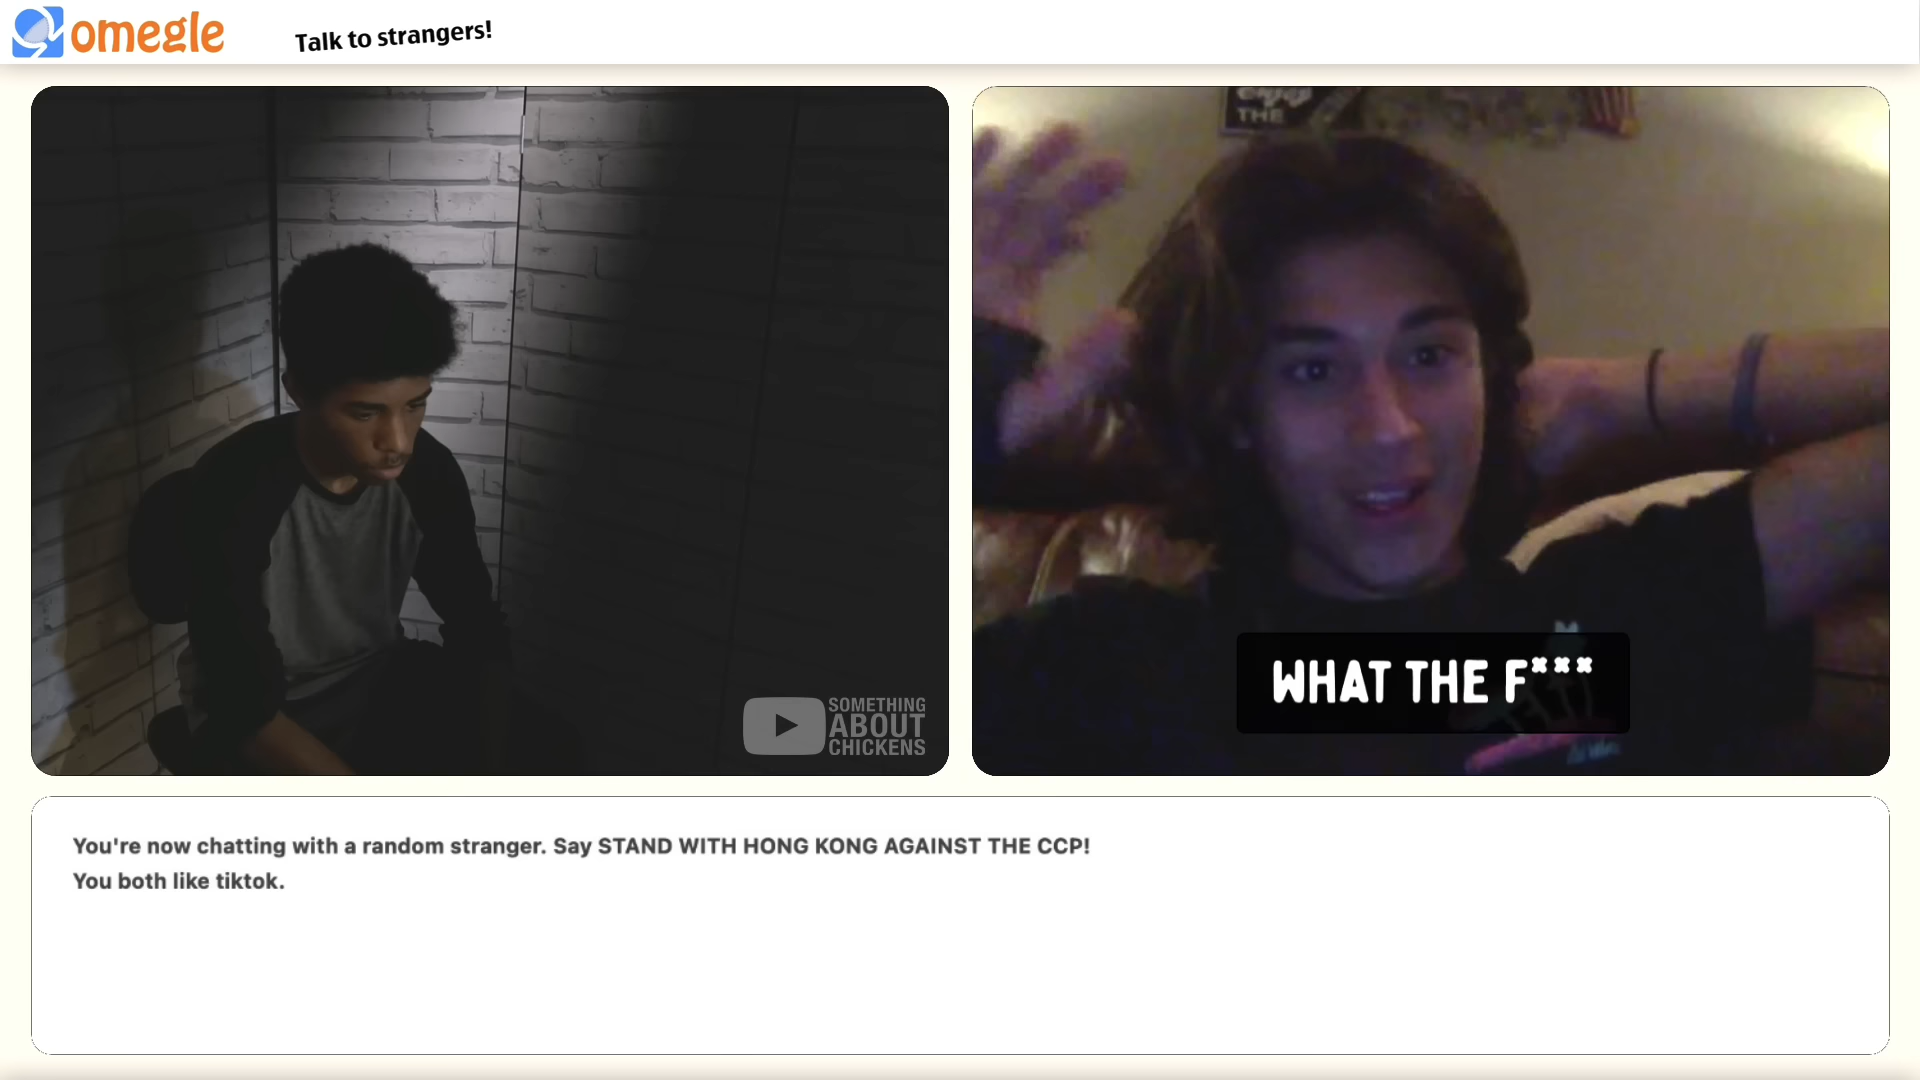 omegle
Talk to strangers!
THE
SOMETHING
ABOUT
CHICKENS
WHAT THE F***
You're now chatting with a random stranger. Say STAND WITH HONG KONG AGAINST THE CCP!
You both like tiktok.